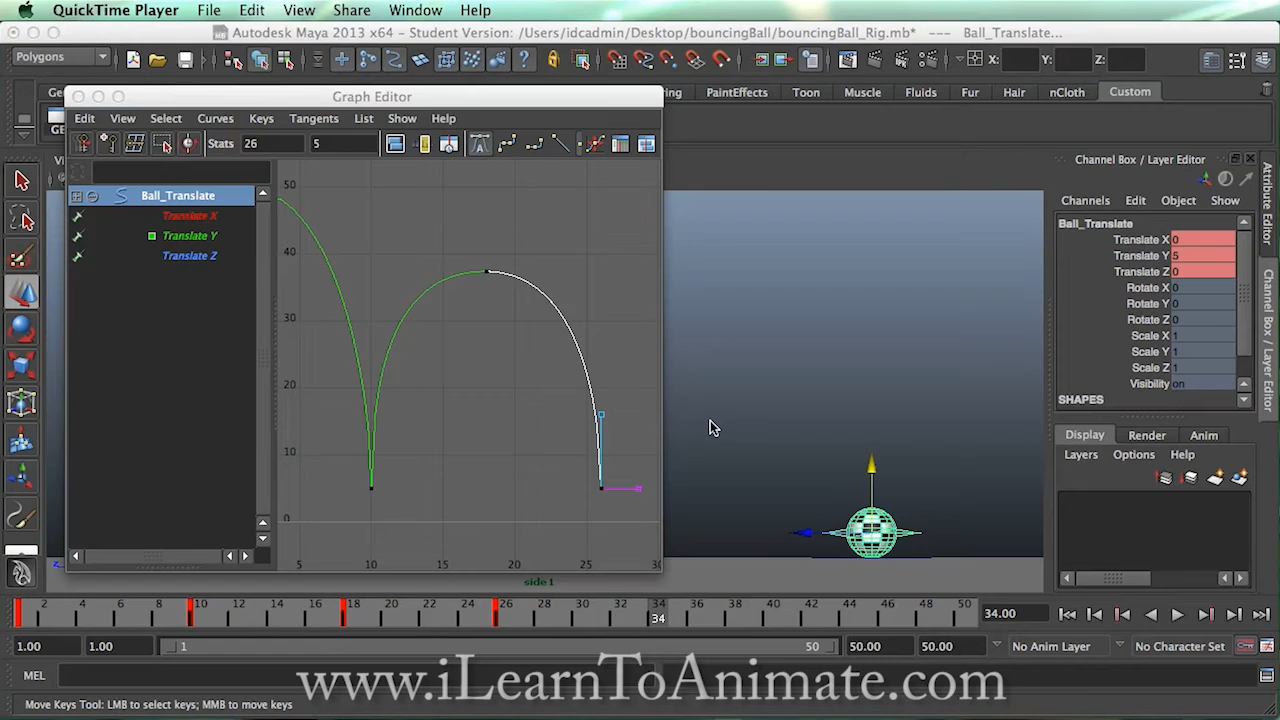 QuickTime Player File Edit View Share Window Help
Autodesk Maya 2013 x64 - Student Version: /Users/idcadmin/Desktop/bouncingBall/bouncingBall_Rig.mb* --- Ball_Translate...
Polygons X: Y: Z:
PaintEffects Toon Muscle Fluids Fur Hair nCloth Custom
Graph Editor
Edit View Select Curves Keys Tangents List Show Help
Stats 26 5
Ball_Translate
Translate X
Translate Y
Translate Z
50
40
30
20
10
0
5 10 15 20 25
side1
Channel Box / Layer Editor
Channels Edit Object Show
Ball_Translate
Translate X 0
Translate Y 5
Translate Z 0
Rotate X 0
Rotate Y 0
Rotate Z 0
Scale X 1
Scale Y 1
Scale Z 1
Visibility on
SHAPES
Display Render Anim
Layers Options Help
Attribute Editor
Channel Box / Layer Editor
2 4 6 8 10 12 14 16 18 20 22 24 26 28 30 32 34 36 38 40 42 44 46 48 50
34
34.00
1.00 1.00 1 50 50.00 50.00 No Anim Layer No Character Set
MEL
www.iLearnToAnimate.com
Move Keys Tool: LMB to select keys; MMB to move keys